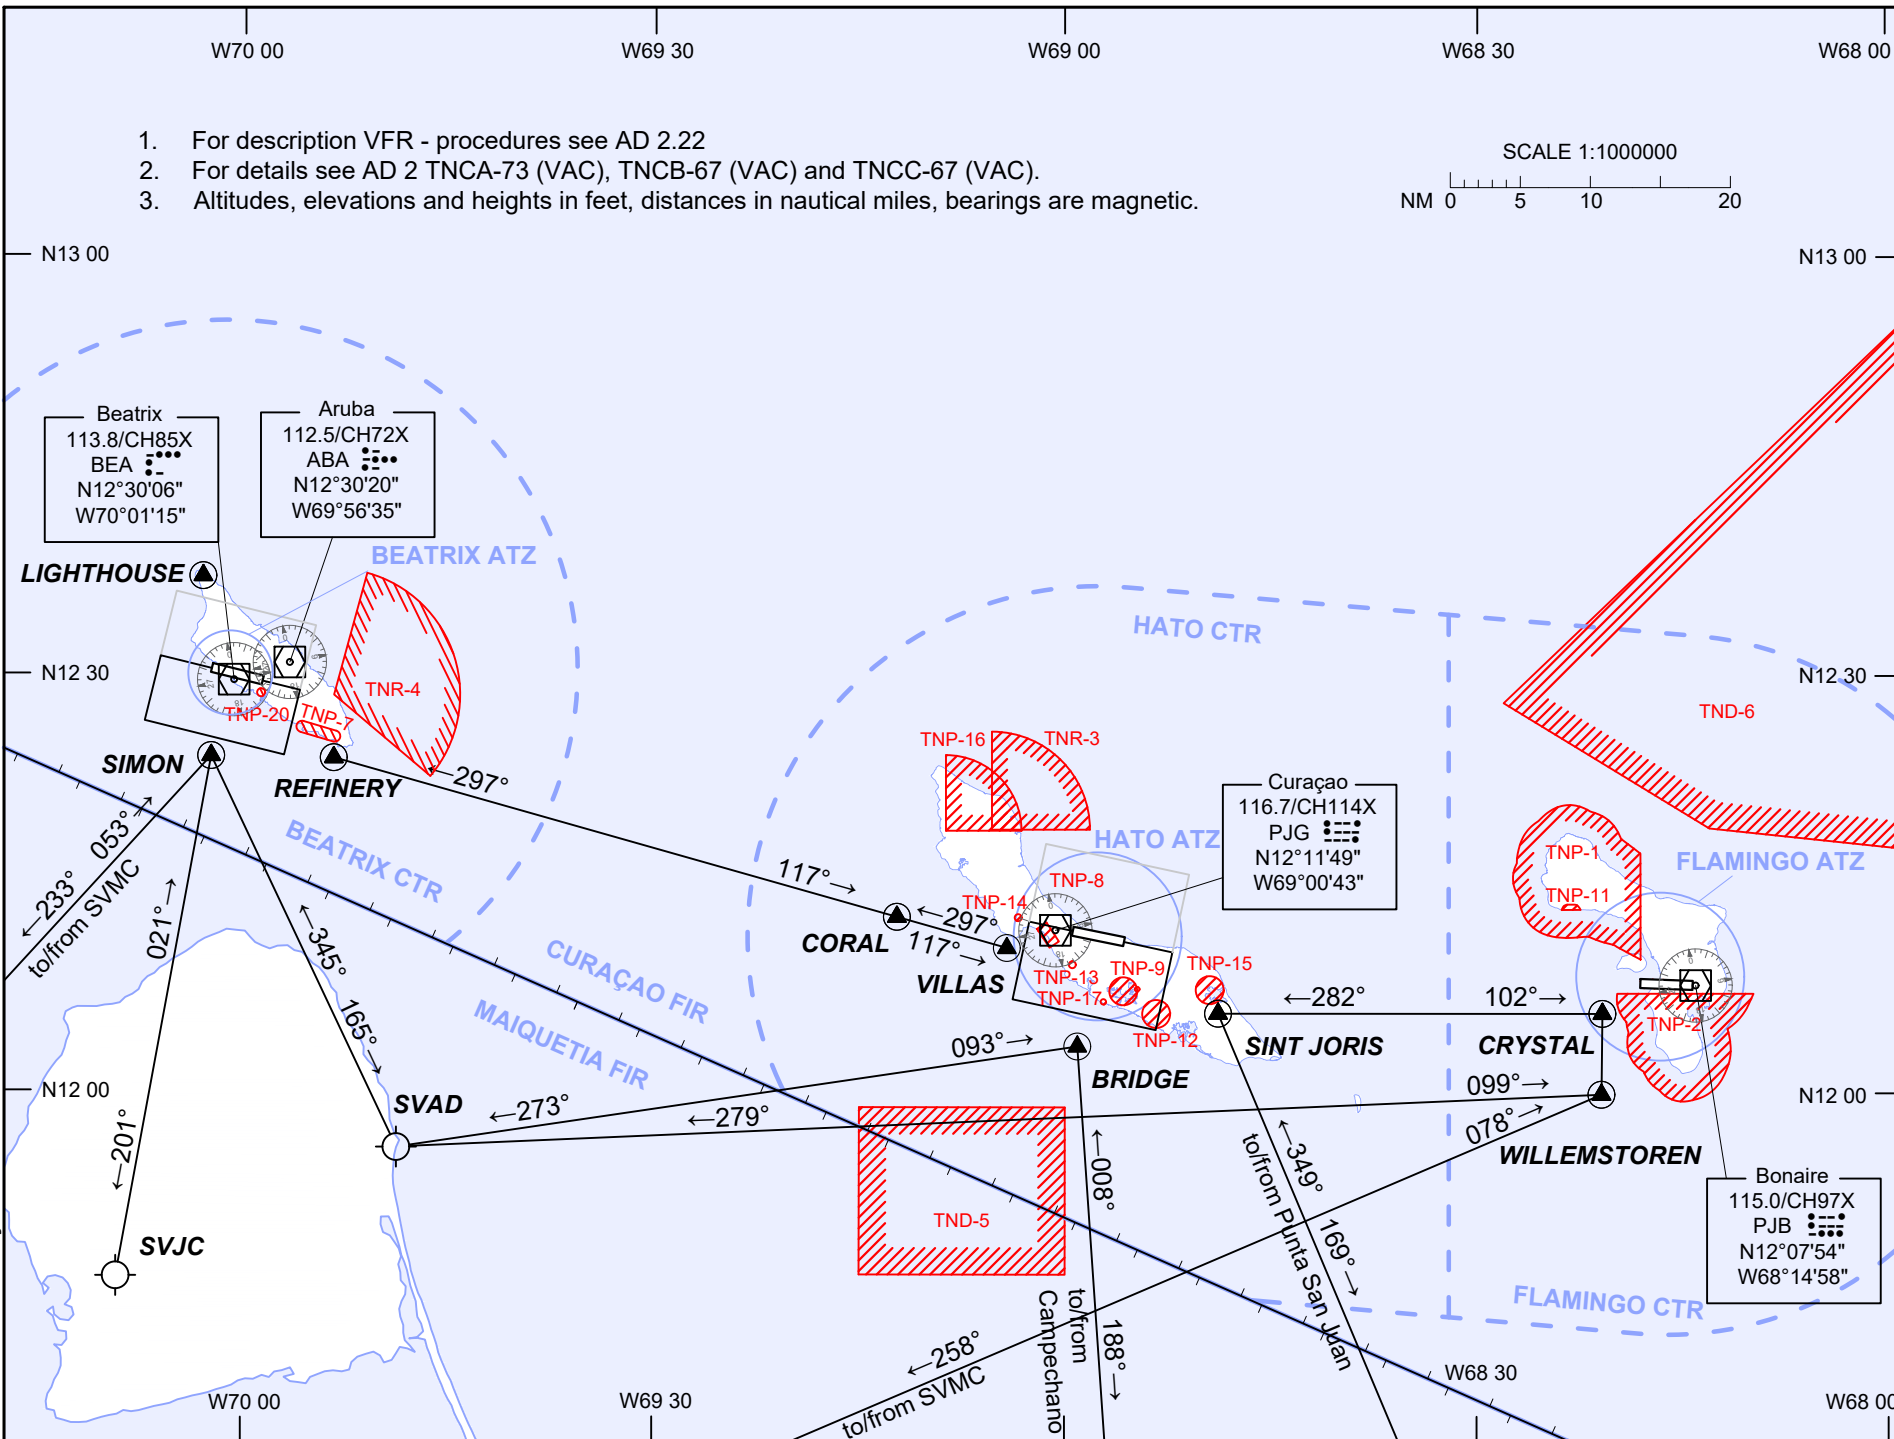 W70 00
W69 30
W69 00
W68 30
W68 00
1. For description VFR - procedures see AD 2.22
2. For details see AD 2 TNCA-73 (VAC), TNCB-67 (VAC) and TNCC-67 (VAC).
3. Altitudes, elevations and heights in feet, distances in nautical miles, bearings are magnetic.
SCALE 1:1000000
NM 0 5 10 20
N13 00
N13 00
Beatrix
113.8/CH85X
BEA
N12°30'06"
W70°01'15"
Aruba
112.5/CH72X
ABA
N12°30'20"
W69°56'35"
BEATRIX ATZ
LIGHTHOUSE
HATO CTR
N12 30
N12 30
TNR-4
TNP-20
TNP-7
TND-6
SIMON
REFINERY
←297°
TNP-16
TNR-3
Curaçao
116.7/CH114X
PJG
N12°11'49"
W69°00'43"
053°→
←233°
to/from SVMC
BEATRIX CTR
HATO ATZ
TNP-1
FLAMINGO ATZ
TNP-11
117°→
TNP-8
TNP-14
←297°
117°→
CORAL
VILLAS
021°→
←345°
165°→
CURAÇAO FIR
MAIQUETIA FIR
TNP-13
TNP-9
TNP-15
TNP-17
TNP-12
←282°
102°→
TNP-2
SINT JORIS
CRYSTAL
093°→
BRIDGE
N12 00
N12 00
SVAD
←273°
←279°
099°→
078°→
WILLEMSTOREN
←201°
←008°
←349°
to/from Punta San Juan
169°→
Bonaire
115.0/CH97X
PJB
N12°07'54"
W68°14'58"
SVJC
TND-5
FLAMINGO CTR
to/from
Campechano
188°→
←258°
to/from SVMC
W70 00
W69 30
W68 30
W68 00